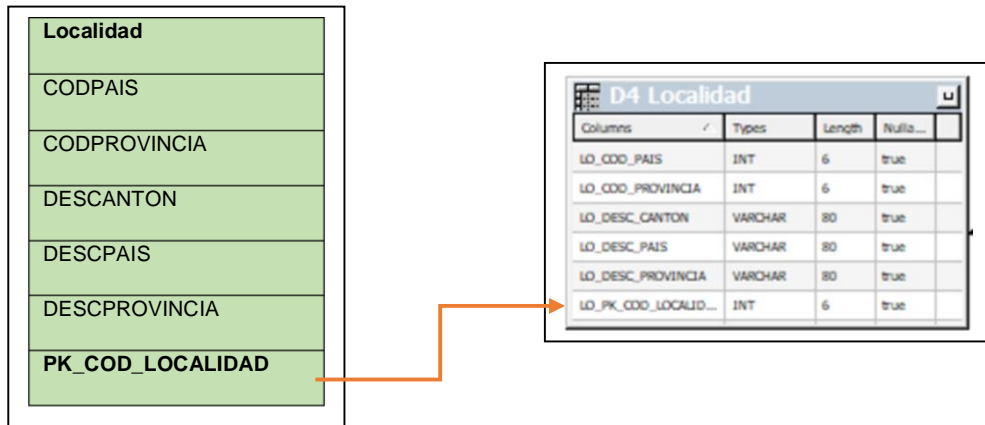 Localidad
CODPAIS
CODPROVINCIA
DESCANTON
DESCPAIS
DESCPROVINCIA
PK_COD_LOCALIDAD
D4 Localidad
Columns Types Length Nulla...
LO_COD_PAIS INT 6 true
LO_COD_PROVINCIA INT 6 true
LO_DESC_CANTON VARCHAR 80 true
LO_DESC_PAIS VARCHAR 80 true
LO_DESC_PROVINCIA VARCHAR 80 true
LO_PK_COD_LOCALID... INT 6 true